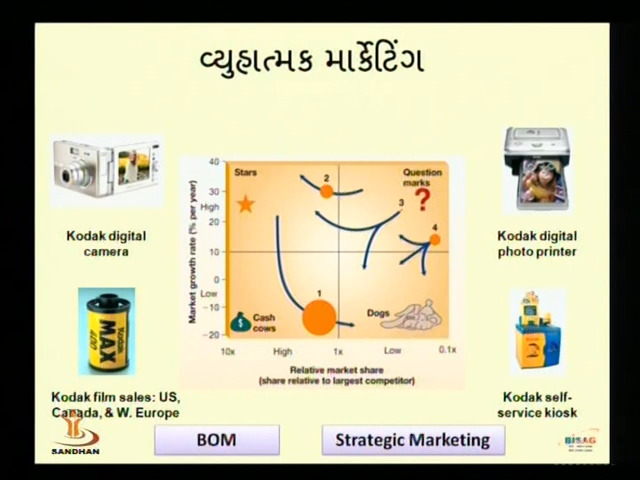 વ્યુહાત્મક માર્કેટિંગ
Kodak digital
camera
Kodak film sales: US,
Canada, & W. Europe
Market growth rate (% per year)
40
30
High
20
10
0
Low
-10
-20
Stars
Question
marks
?
2
3
4
1
$
Cash
cows
Dogs
10x
High
1x
Low
0.1x
Relative market share
(share relative to largest competitor)
Kodak digital
photo printer
Kodak self-
service kiosk
Kodak
MAX
400
SANDHAN
BOM
Strategic Marketing
BISAG